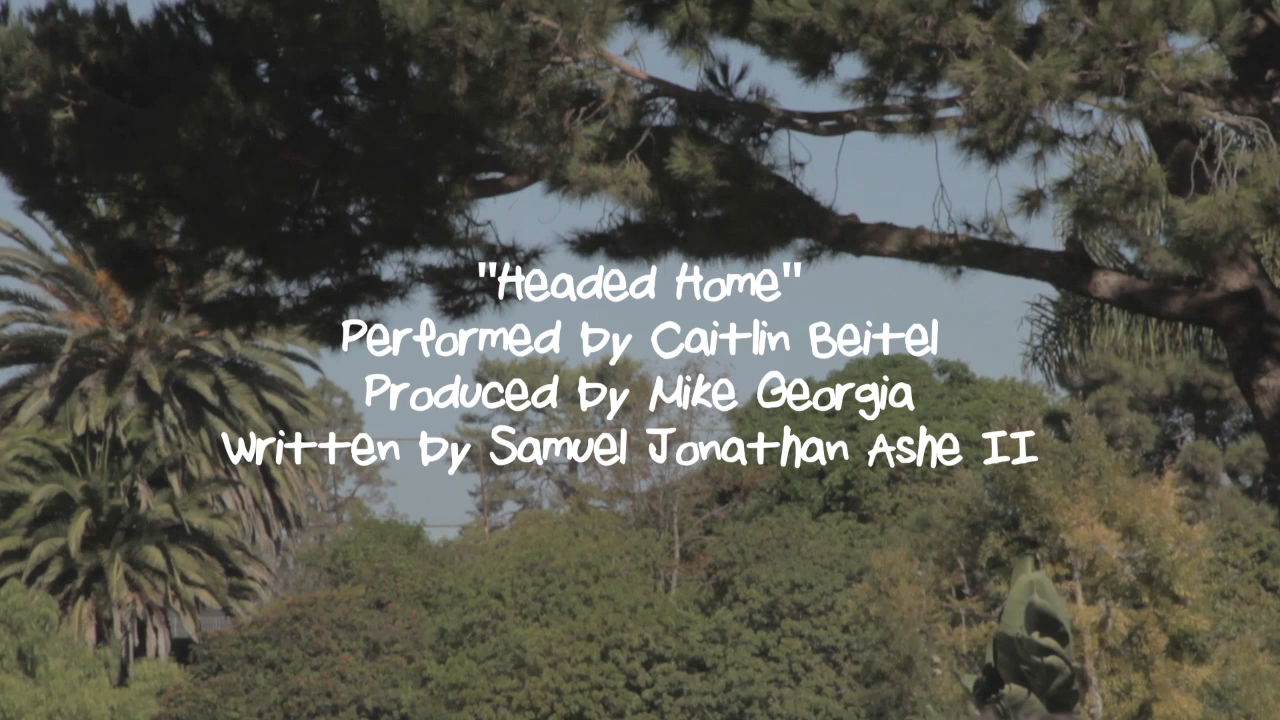 "Headed Home"
Performed by Caitlin Beitel
Produced by Mike Georgia
Written by Samuel Jonathan Ashe II